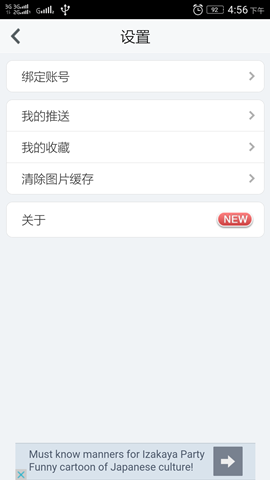 3G 3G
2G G
92 4:56 下午
设置
绑定账号
我的推送
我的收藏
清除图片缓存
关于 NEW
Must know manners for Izakaya Party
Funny cartoon of Japanese culture!